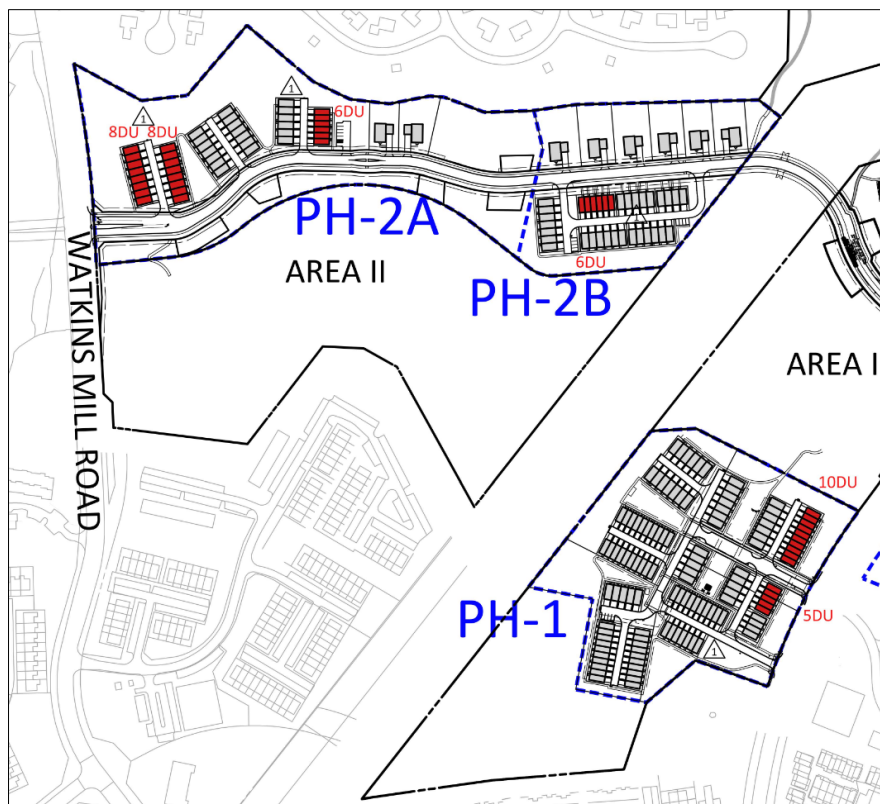 1
1
8DU 8DU
6DU
PH-2A
AREA II
6DU
PH-2B
WATKINS MILL ROAD
AREA I
10DU
PH-1
5DU
1